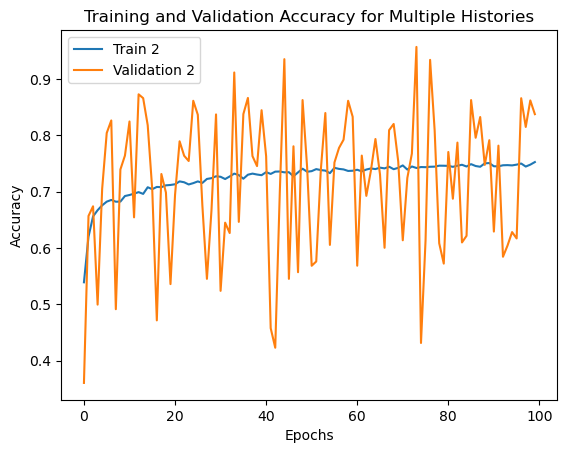 Training and Validation Accuracy for Multiple Histories
Train 2
Validation 2
Accuracy
0.9
0.8
0.7
0.6
0.5
0.4
0 20 40 60 80 100
Epochs